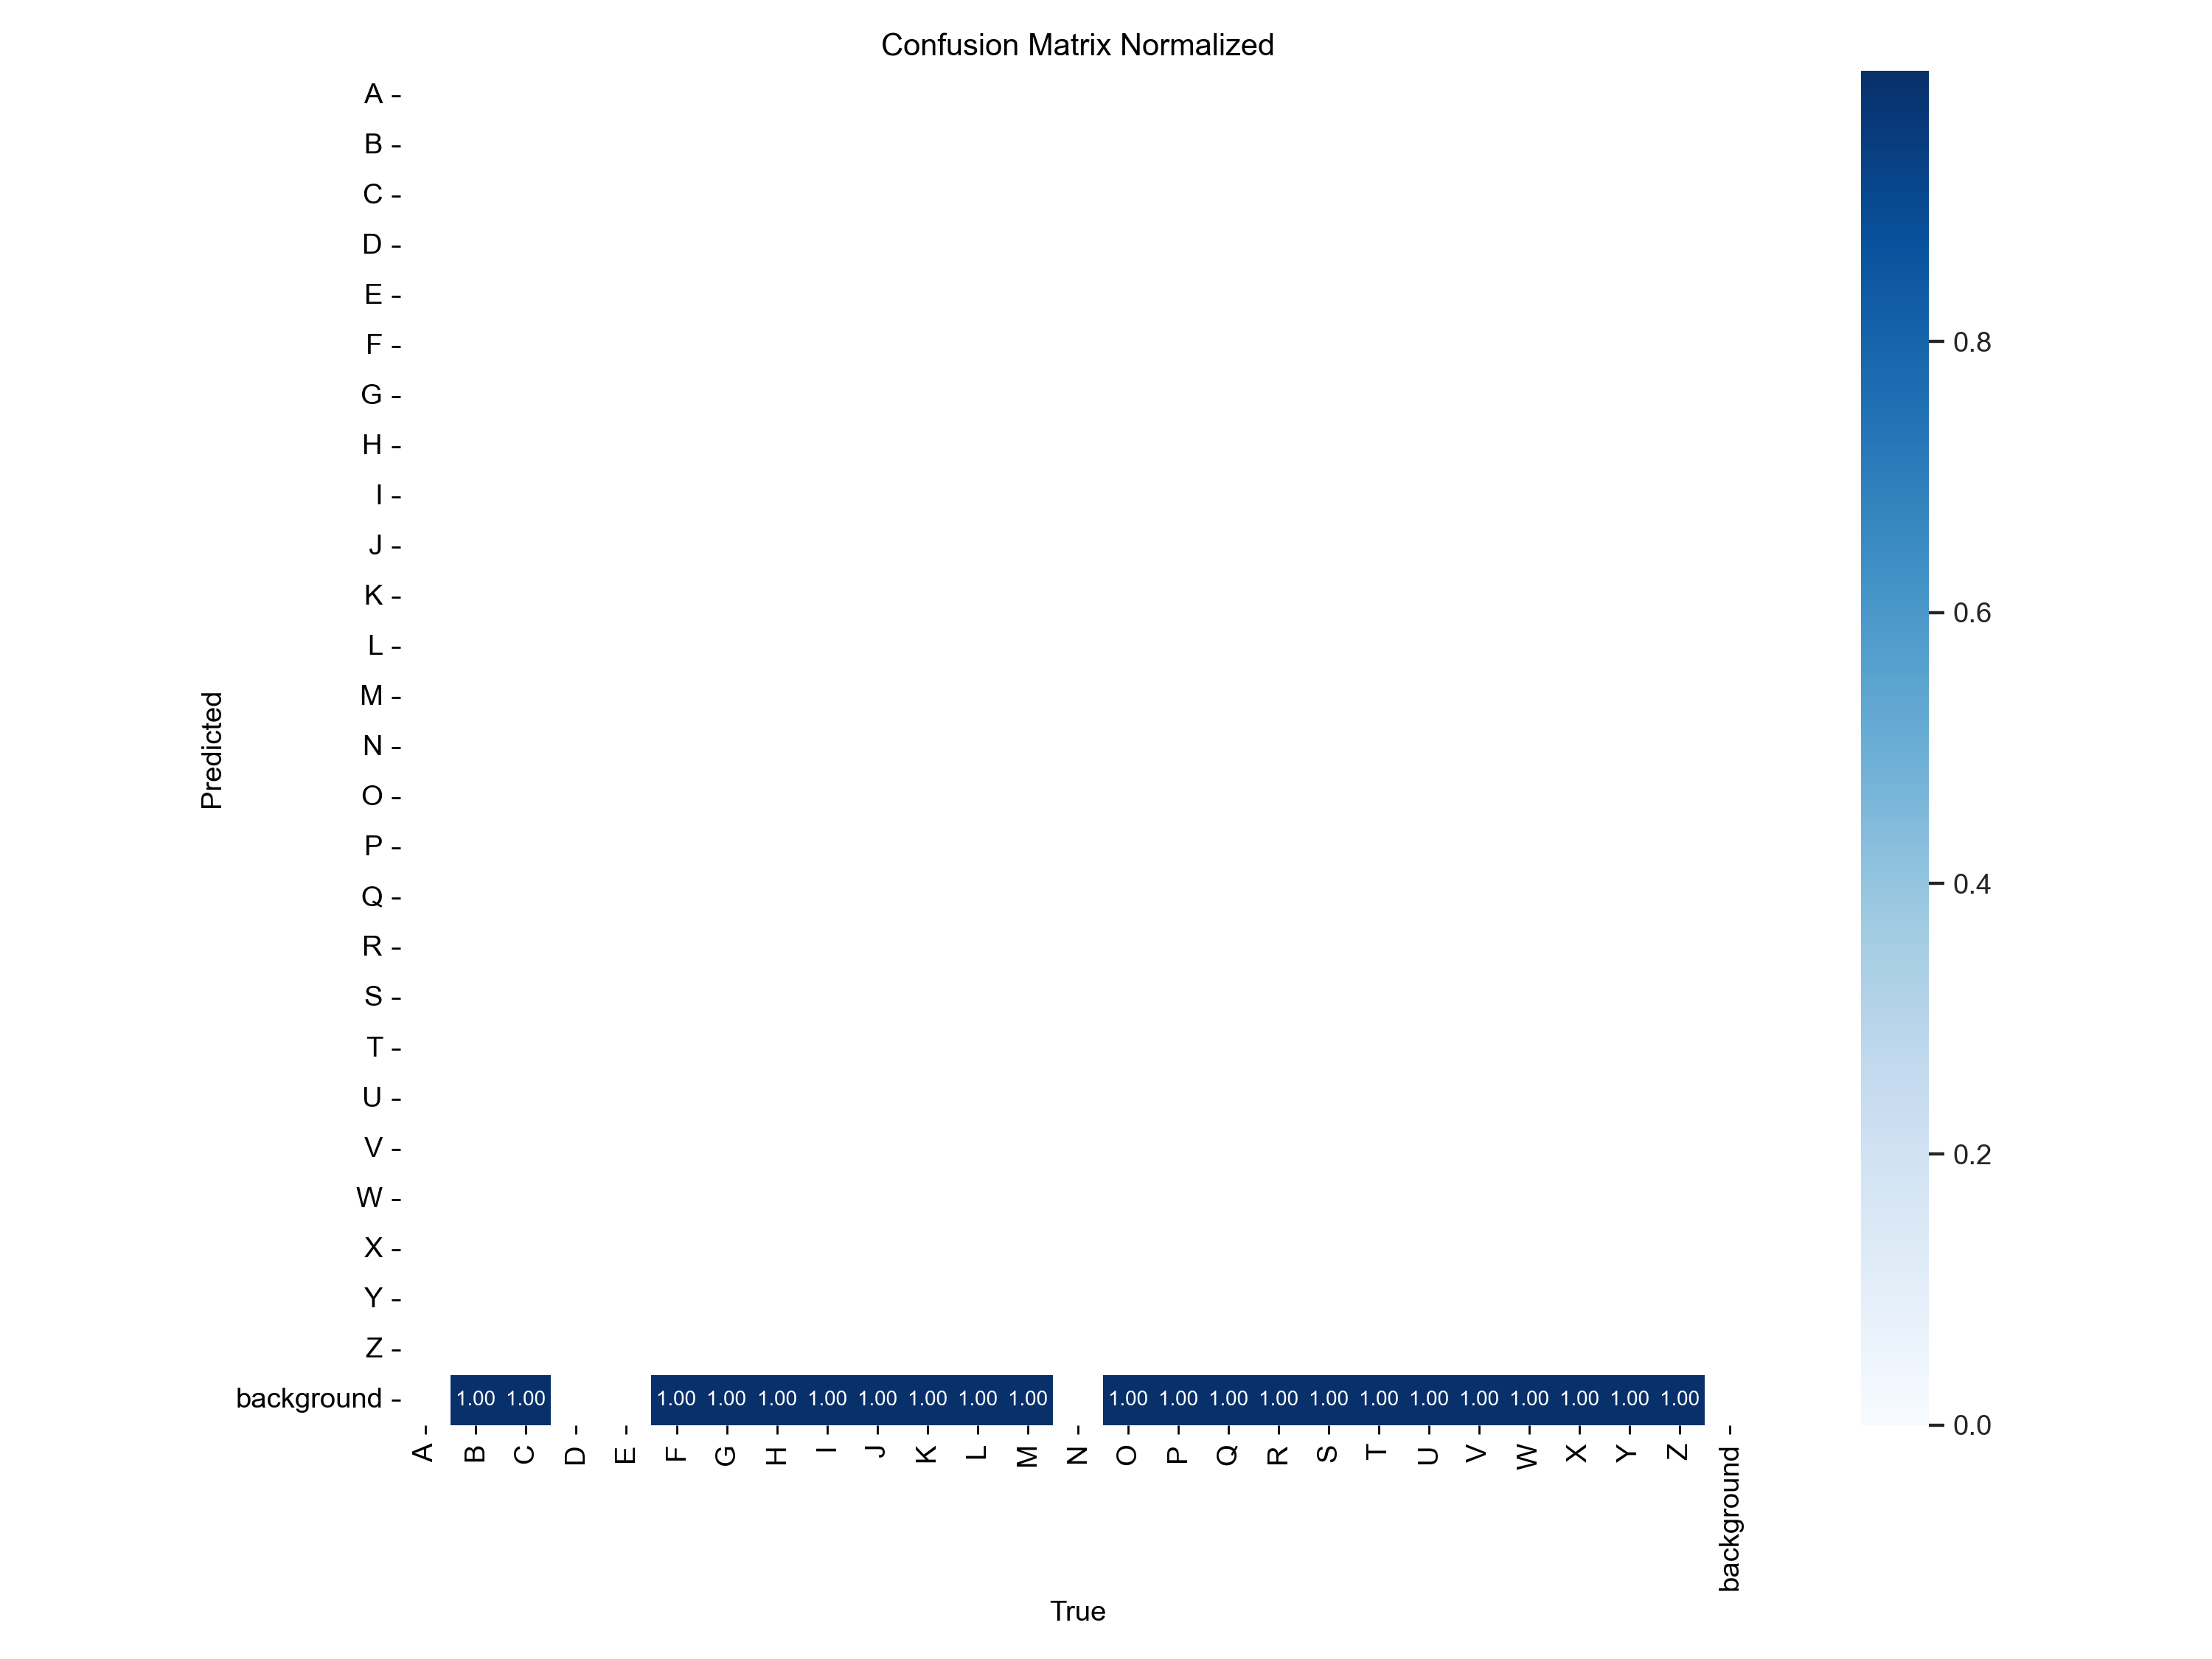 Confusion Matrix Normalized
A
B
C
D
E
F
G
H
I
J
K
L
M
N
O
P
Q
R
S
T
U
V
W
X
Y
Z
background
Predicted
1.00 1.00 1.00 1.00 1.00 1.00 1.00 1.00 1.00 1.00 1.00 1.00 1.00 1.00 1.00 1.00 1.00 1.00 1.00 1.00 1.00 1.00
A B C D E F G H I J K L M N O P Q R S T U V W X Y Z background
True
0.8
0.6
0.4
0.2
0.0